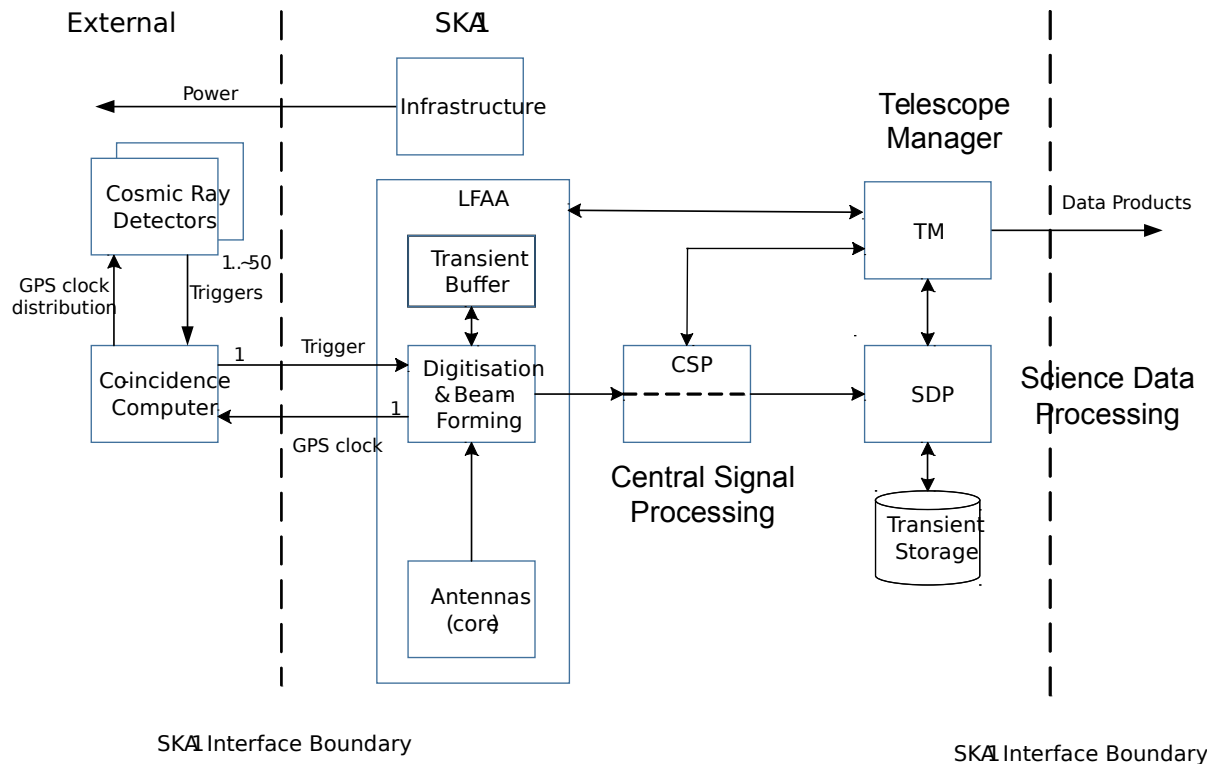 External
SKA1
Power
Infrastructure
Telescope
Manager
Cosmic Ray
Detectors
LFAA
Data Products
TM
Transient
Buffer
1..~50
GPS clock
distribution
Triggers
1
Trigger
Co-incidence
Computer
Digitisation
& Beam-
Forming
CSP
SDP
Science Data
Processing
1
GPS clock
Central Signal
Processing
Transient
Storage
Antennas
(core)
SKA1 Interface Boundary
SKA1 Interface Boundary